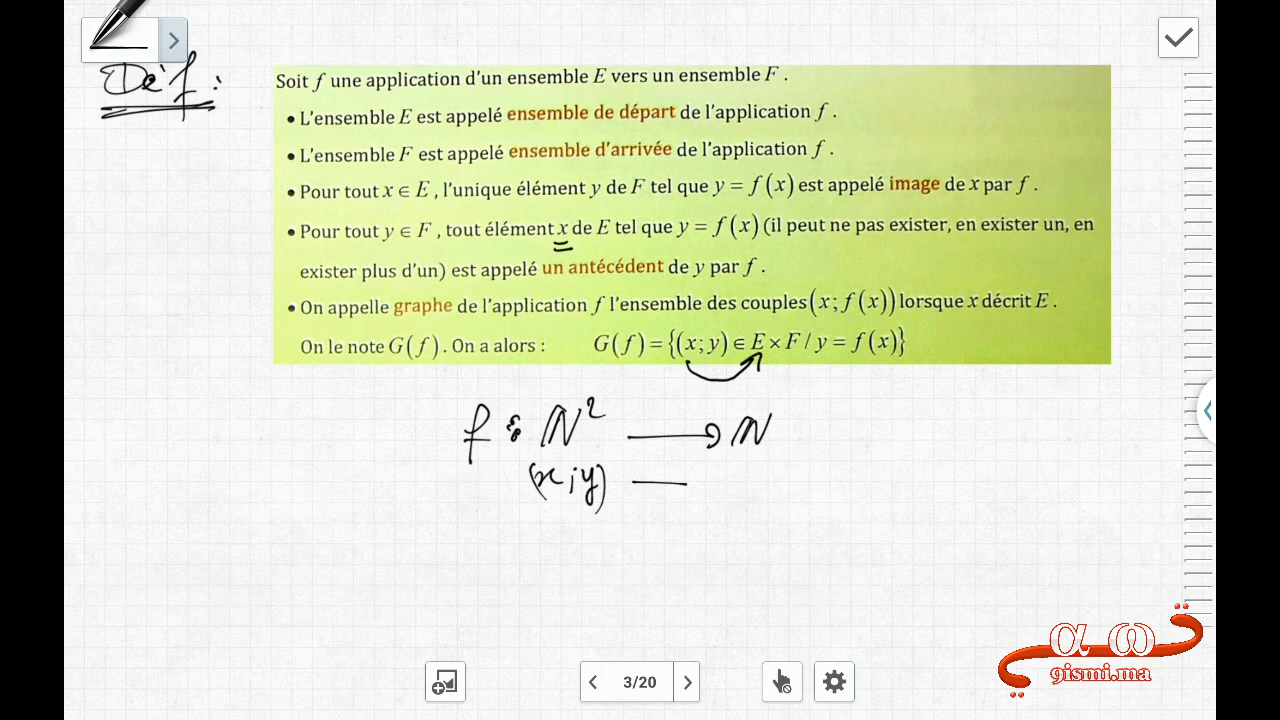 Déf :
Soit f une application d'un ensemble E vers un ensemble F .
• L'ensemble E est appelé ensemble de départ de l'application f .
• L'ensemble F est appelé ensemble d'arrivée de l'application f .
• Pour tout x ∈ E , l'unique élément y de F tel que y = f(x) est appelé image de x par f .
• Pour tout y ∈ F , tout élément x de E tel que y = f(x) (il peut ne pas exister, en exister un, en
exister plus d'un) est appelé un antécédent de y par f .
• On appelle graphe de l'application f l'ensemble des couples (x ; f(x)) lorsque x décrit E .
On le note G(f) . On a alors : G(f) = {(x; y) ∈ E × F / y = f(x)}
f : ℕ² → ℕ
(x ; y) —
α ω
gismi.ma
3/20